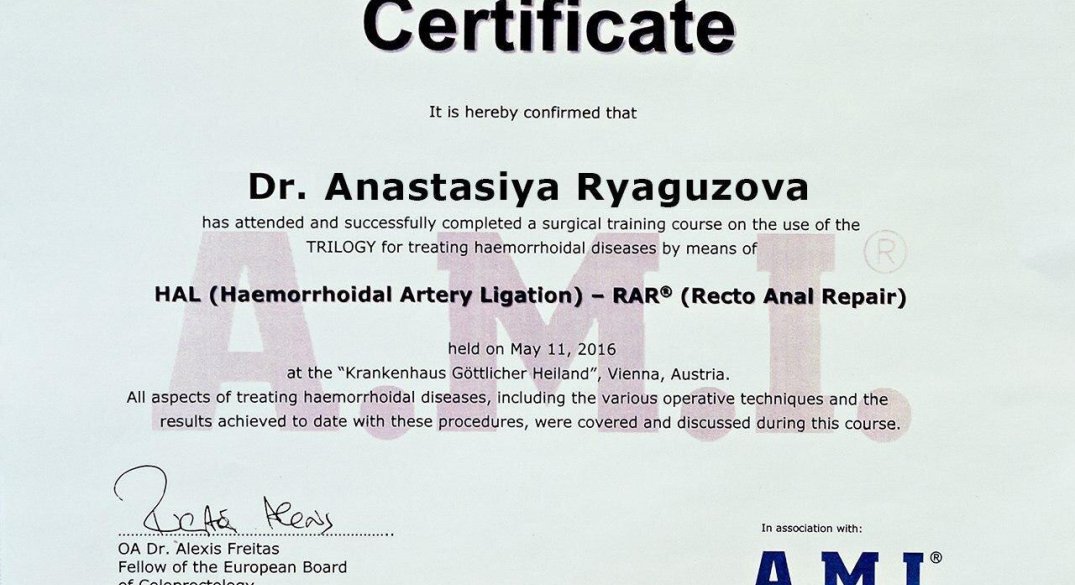 Certificate
It is hereby confirmed that
Dr. Anastasiya Ryaguzova
has attended and successfully completed a surgical training course on the use of the
TRILOGY for treating haemorrhoidal diseases by means of
HAL (Haemorrhoidal Artery Ligation) – RAR® (Recto Anal Repair)
held on May 11, 2016
at the “Krankenhaus Göttlicher Heiland”, Vienna, Austria.
All aspects of treating haemorrhoidal diseases, including the various operative techniques and the
results achieved to date with these procedures, were covered and discussed during this course.
A.M.I.®
OA Dr. Alexis Freitas
Fellow of the European Board
of Coloproctology
In association with:
A.M.I.®